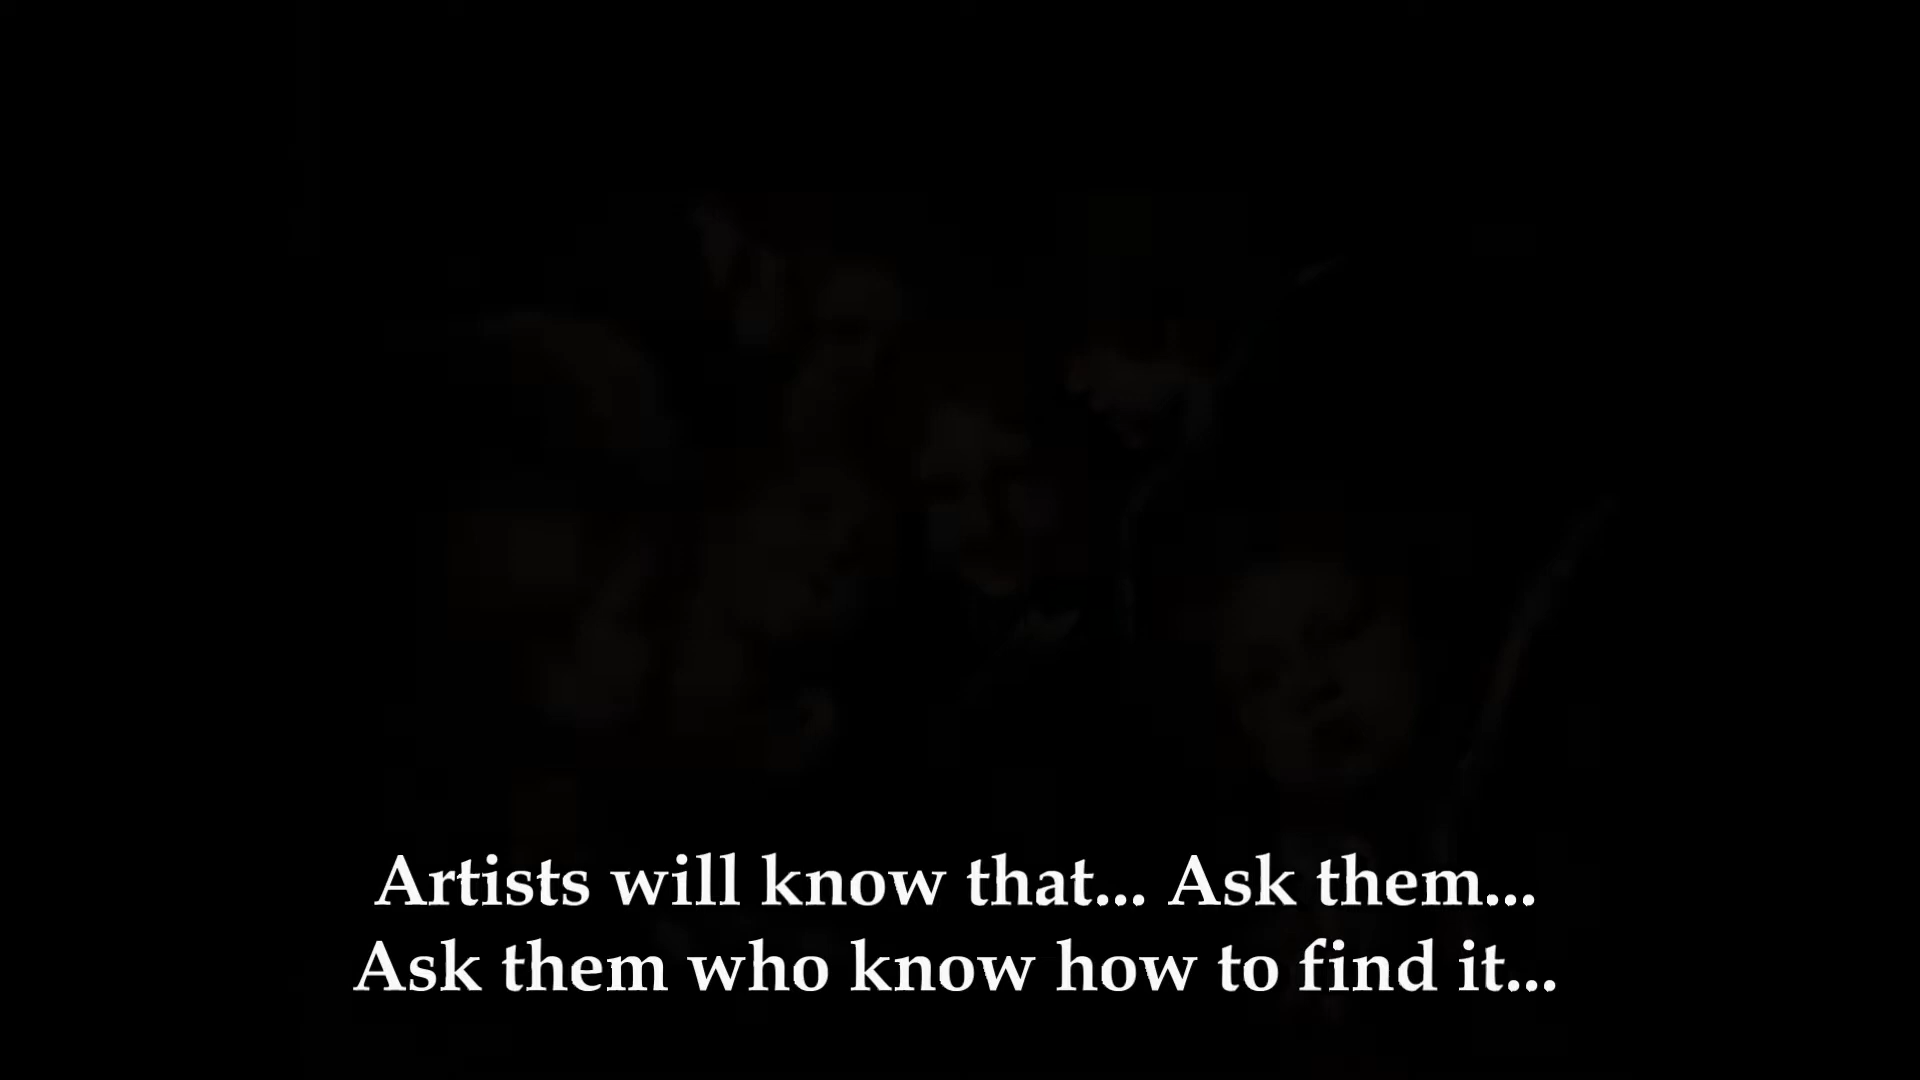 Artists will know that... Ask them...
Ask them who know how to find it...